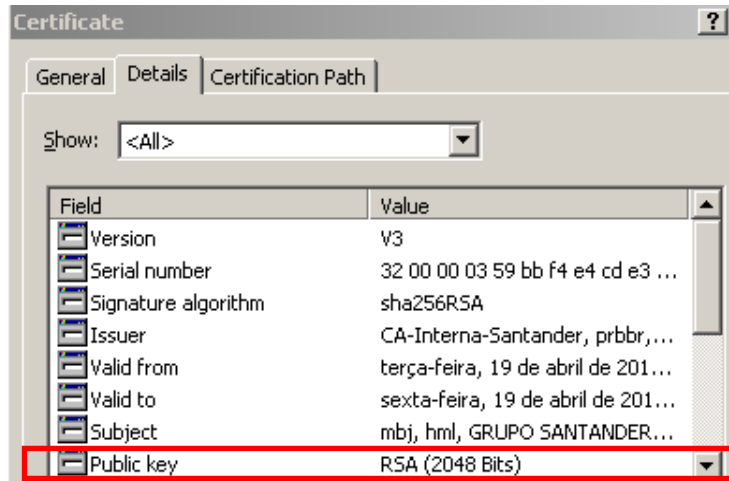 Certificate ?
General Details Certification Path
Show: <All>
Field Value
Version V3
Serial number 32 00 00 03 59 bb f4 e4 cd e3 ...
Signature algorithm sha256RSA
Issuer CA-Interna-Santander, prbbr,...
Valid from terça-feira, 19 de abril de 201...
Valid to sexta-feira, 19 de abril de 201...
Subject mbj, hml, GRUPO SANTANDER...
Public key RSA (2048 Bits)